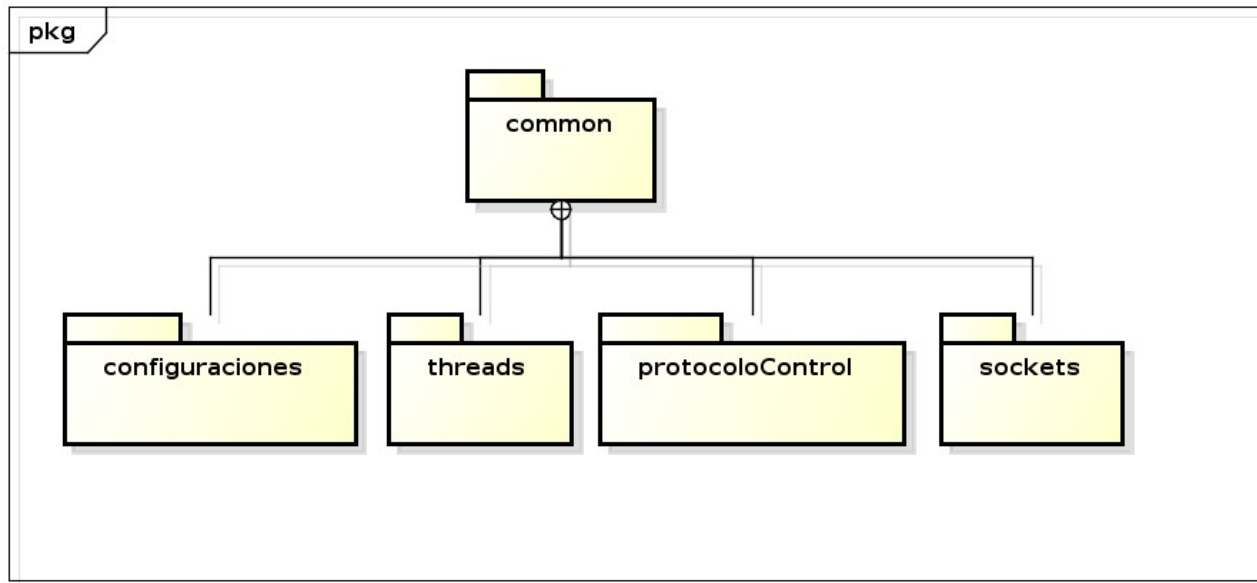 pkg
common
configuraciones
threads
protocoloControl
sockets